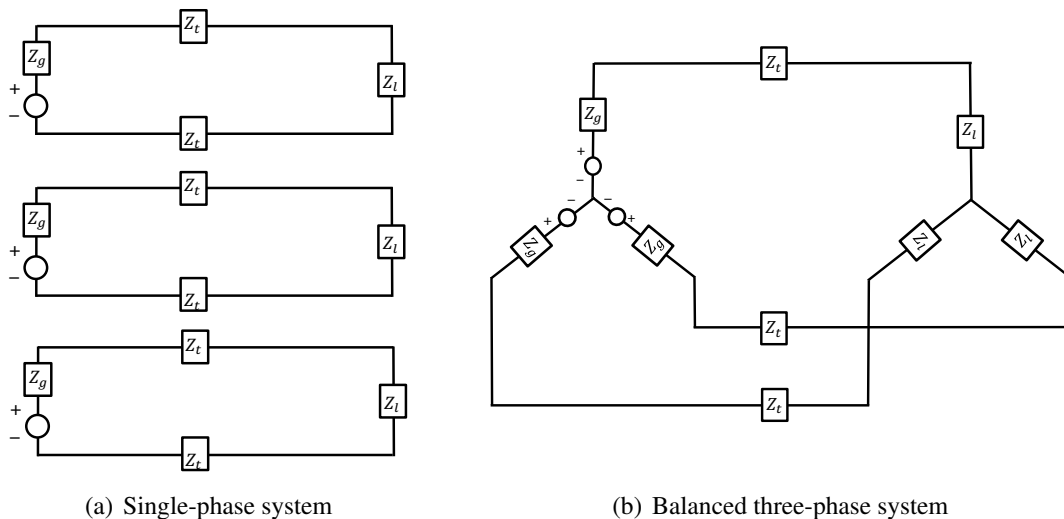 Z_t
Z_g
+
−
Z_l
Z_t
Z_t
Z_g
+
−
Z_l
Z_t
Z_t
Z_g
+
−
Z_l
Z_t
(a) Single-phase system
Z_t
Z_g
Z_l
+
−
− −
+ +
Z_g Z_g Z_l Z_l
Z_t
Z_t
(b) Balanced three-phase system